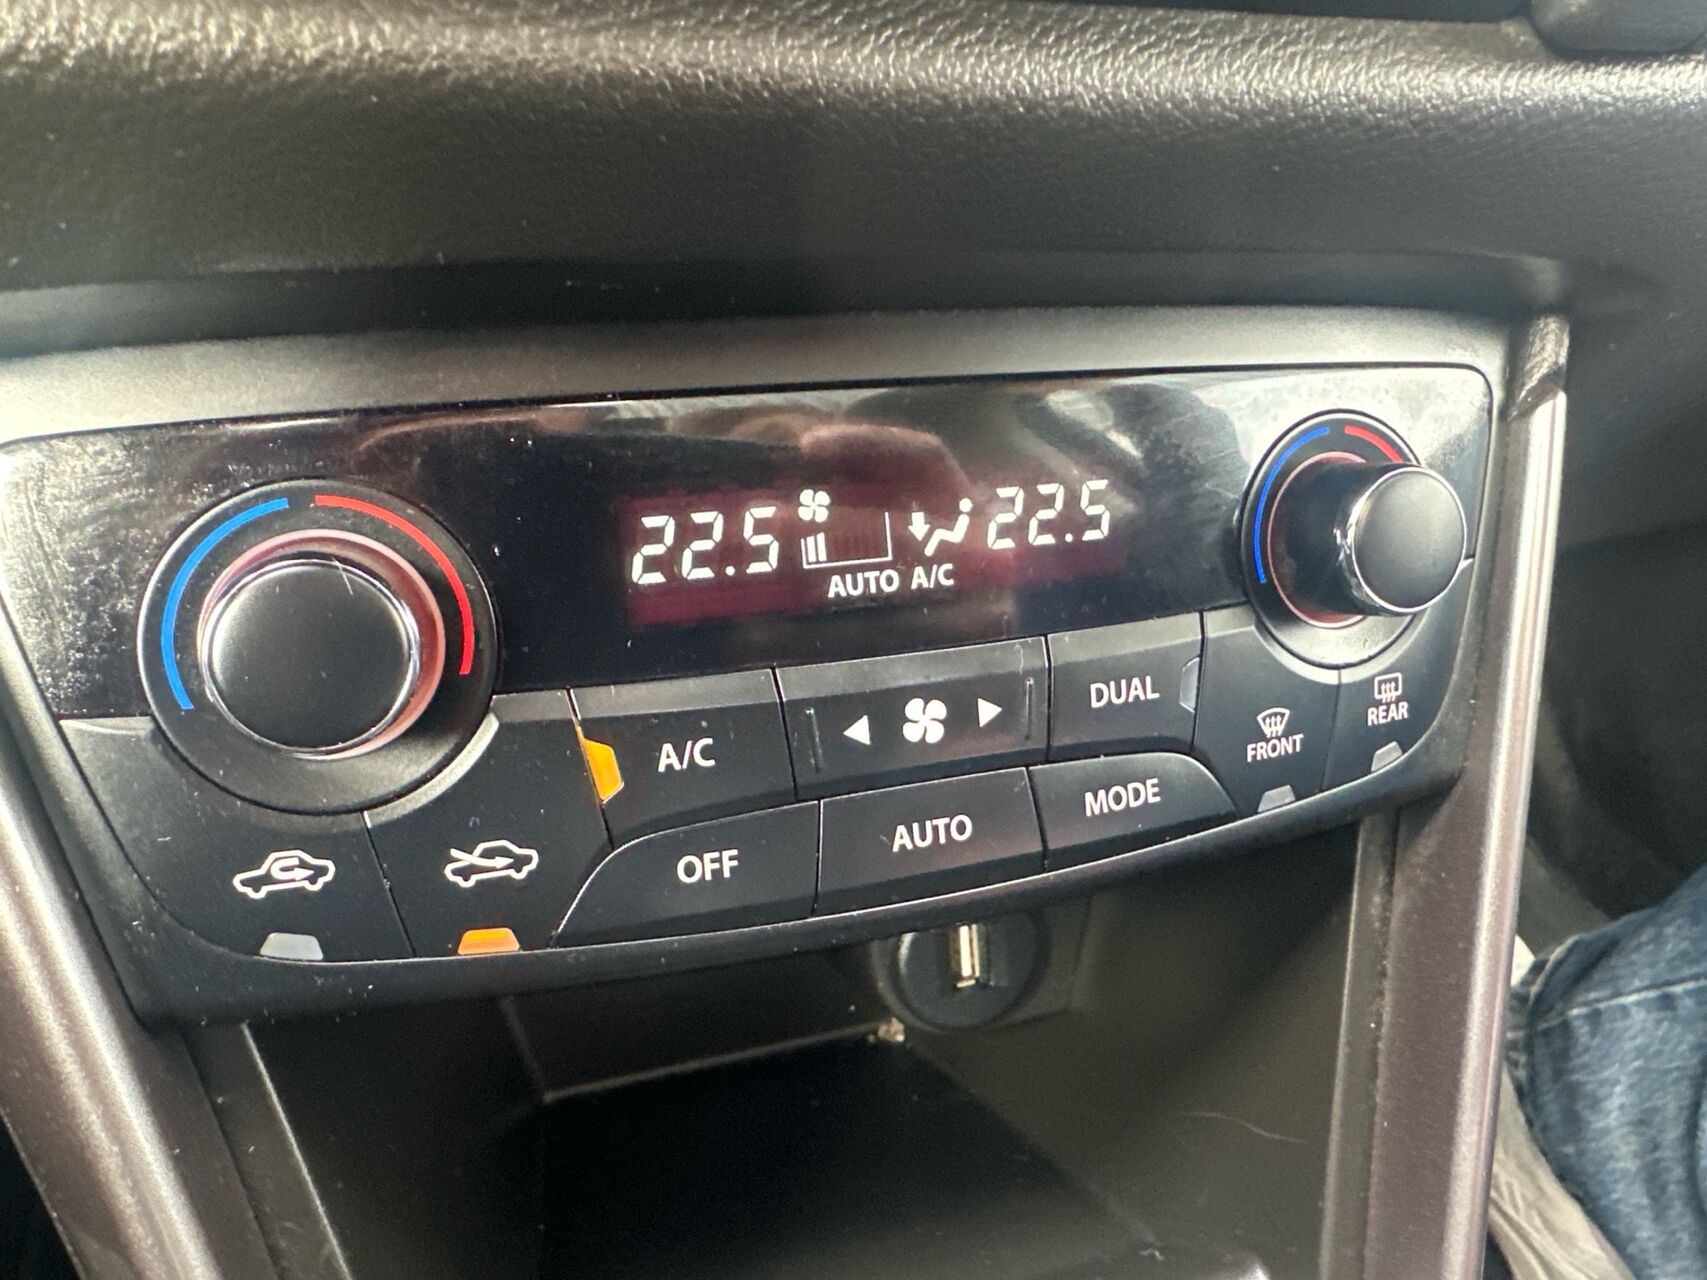 22.5 22.5
AUTO A/C
A/C
DUAL
FRONT
REAR
OFF
AUTO
MODE